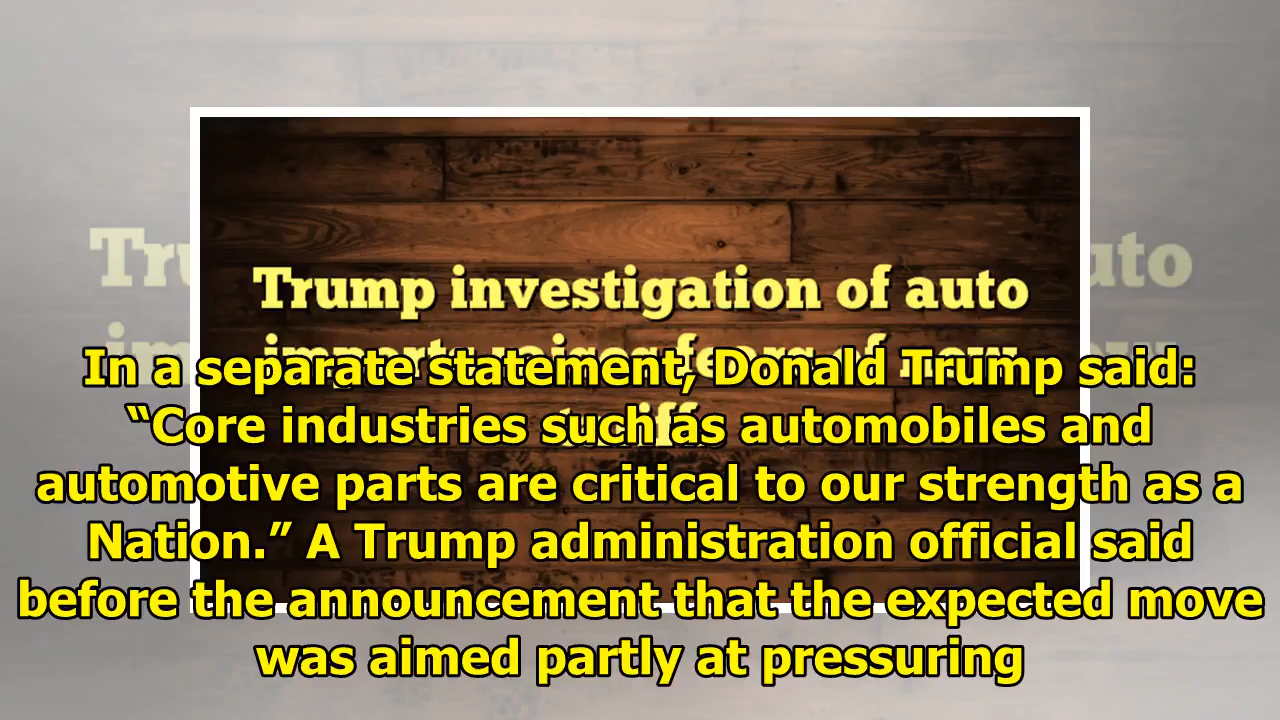 Trump investigation of auto
In a separate statement, Donald Trump said:
“Core industries such as automobiles and
automotive parts are critical to our strength as a
Nation.” A Trump administration official said
before the announcement that the expected move
was aimed partly at pressuring